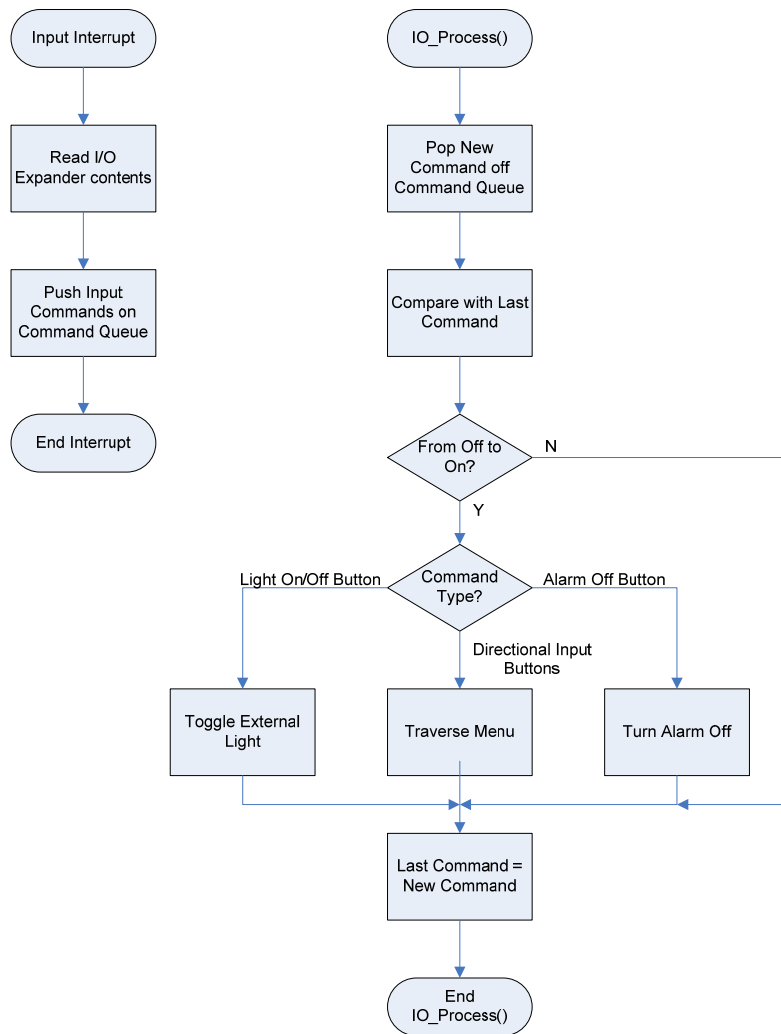 Input Interrupt
Read I/O
Expander contents
Push Input
Commands on
Command Queue
End Interrupt
IO_Process()
Pop New
Command off
Command Queue
Compare with Last
Command
From Off to
On?
N
Y
Light On/Off Button
Command
Type?
Alarm Off Button
Directional Input
Buttons
Toggle External
Light
Traverse Menu
Turn Alarm Off
Last Command =
New Command
End
IO_Process()